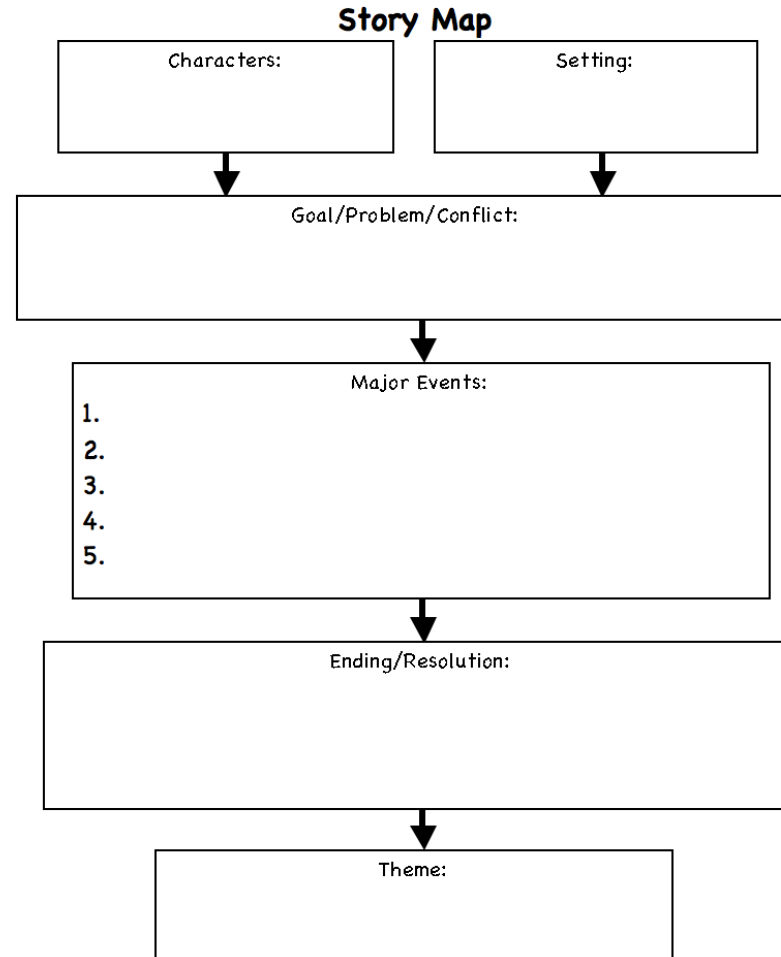 Story Map
Characters:
Setting:
Goal/Problem/Conflict:
Major Events:
1.
2.
3.
4.
5.
Ending/Resolution:
Theme: